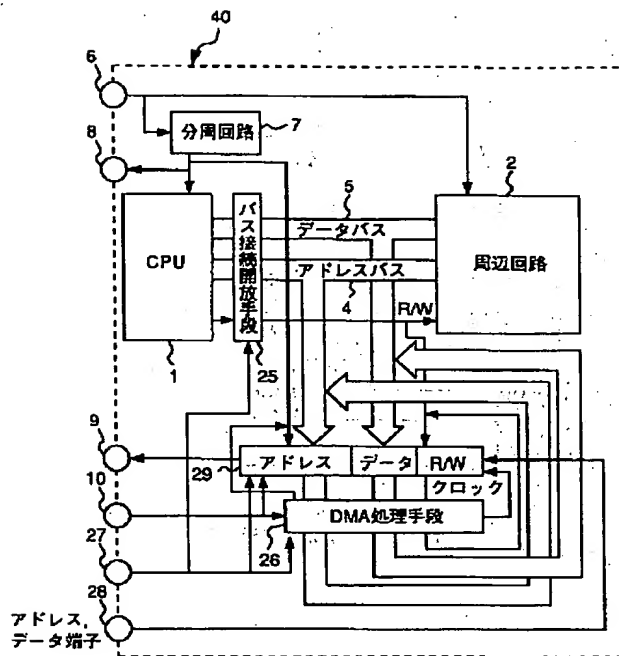 40
6
分周回路
7
8
2
CPU
バス接続開放手段
5
データバス
アドレスバス
4
R/W
周辺回路
1
25
9
29
アドレス
データ
R/W
クロック
10
DMA処理手段
26
27
28
アドレス,
データ端子